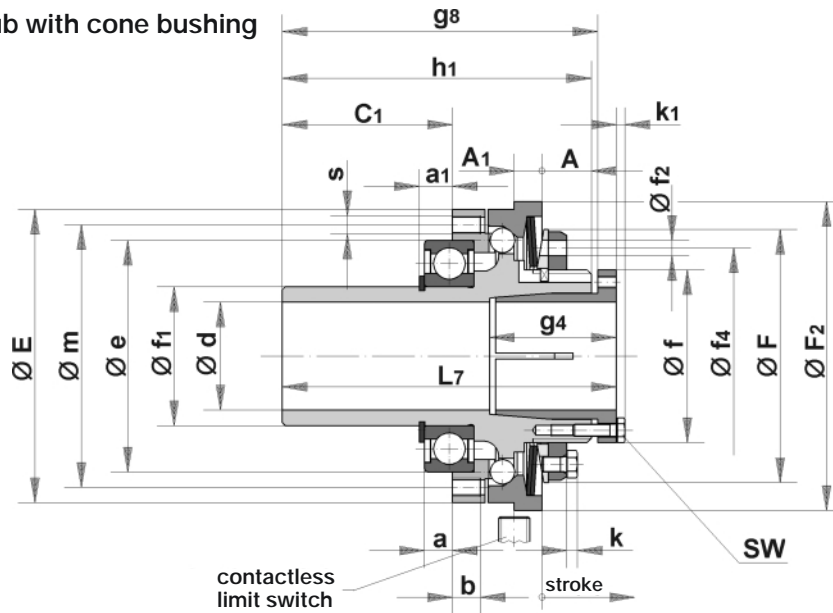 ub with cone bushing
g8
h1
C1
k1
A1
A
s
a1
Ø f2
g4
L7
Ø E
Ø m
Ø e
Ø f1
Ø d
Ø f
Ø f4
Ø F
Ø F2
a
k
SW
contactless
limit switch
b
stroke